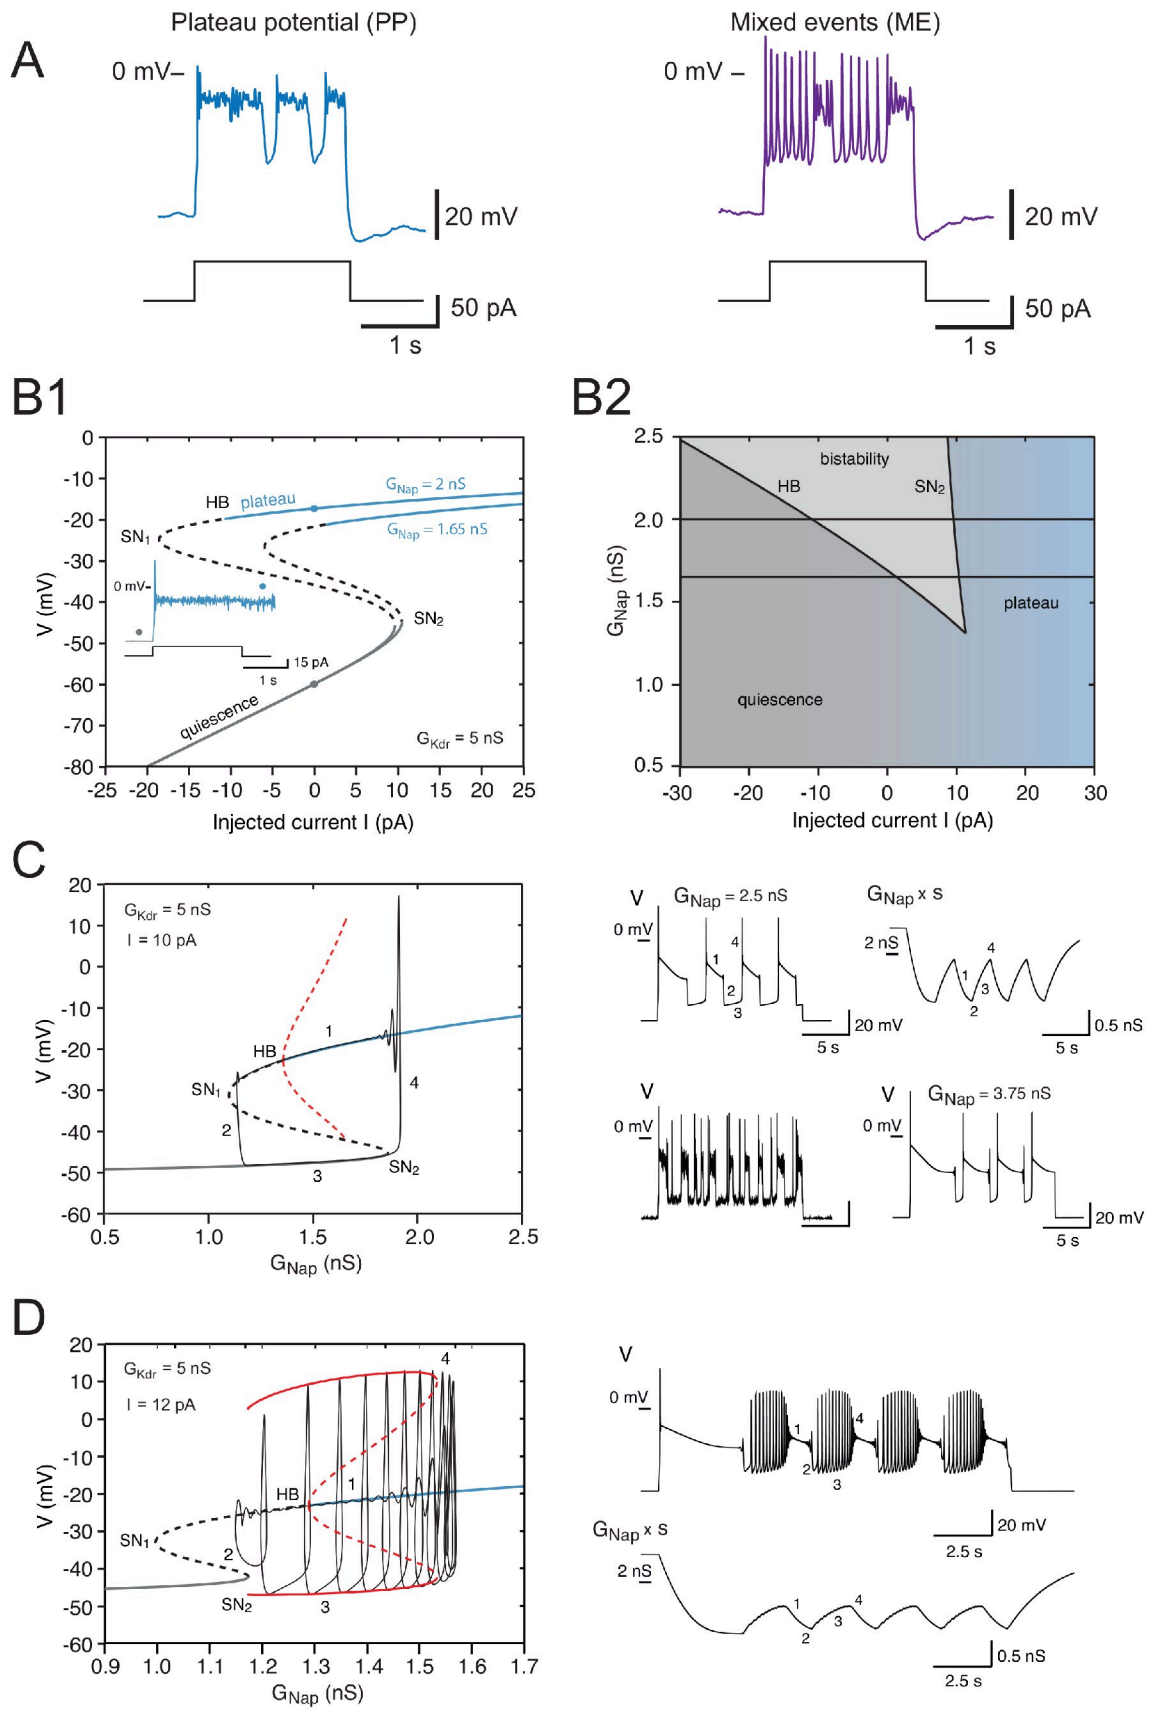 Plateau potential (PP)
Mixed events (ME)
A
0 mV
0 mV
20 mV
20 mV
50 pA
50 pA
1 s
1 s
B1
B2
0
-10
-20
-30
-40
-50
-60
-70
-80
V (mV)
-25 -20 -15 -10 -5 0 5 10 15 20 25
Injected current I (pA)
HB
plateau
GNap = 2 nS
GNap = 1.65 nS
SN1
0 mV
SN2
15 pA
1 s
quiescence
GKdr = 5 nS
2.5
2.0
1.5
1.0
0.5
GNap (nS)
-30 -20 -10 0 10 20 30
Injected current I (pA)
bistability
HB
SN2
plateau
quiescence
C
20
10
0
-10
-20
-30
-40
-50
-60
V (mV)
0.5 1.0 1.5 2.0 2.5
GNap (nS)
GKdr = 5 nS
I = 10 pA
1
HB
SN1
2
4
3
SN2
V
GNap = 2.5 nS
0 mV
4
1
2
3
20 mV
5 s
GNap x s
2 nS
4
1
3
2
0.5 nS
5 s
V
0 mV
V
GNap = 3.75 nS
0 mV
20 mV
5 s
D
20
10
0
-10
-20
-30
-40
-50
-60
V (mV)
0.9 1.0 1.1 1.2 1.3 1.4 1.5 1.6 1.7
GNap (nS)
GKdr = 5 nS
I = 12 pA
4
HB
1
SN1
2
SN2
3
V
0 mV
1
4
2
3
20 mV
2.5 s
GNap x s
2 nS
1
4
3
2
0.5 nS
2.5 s